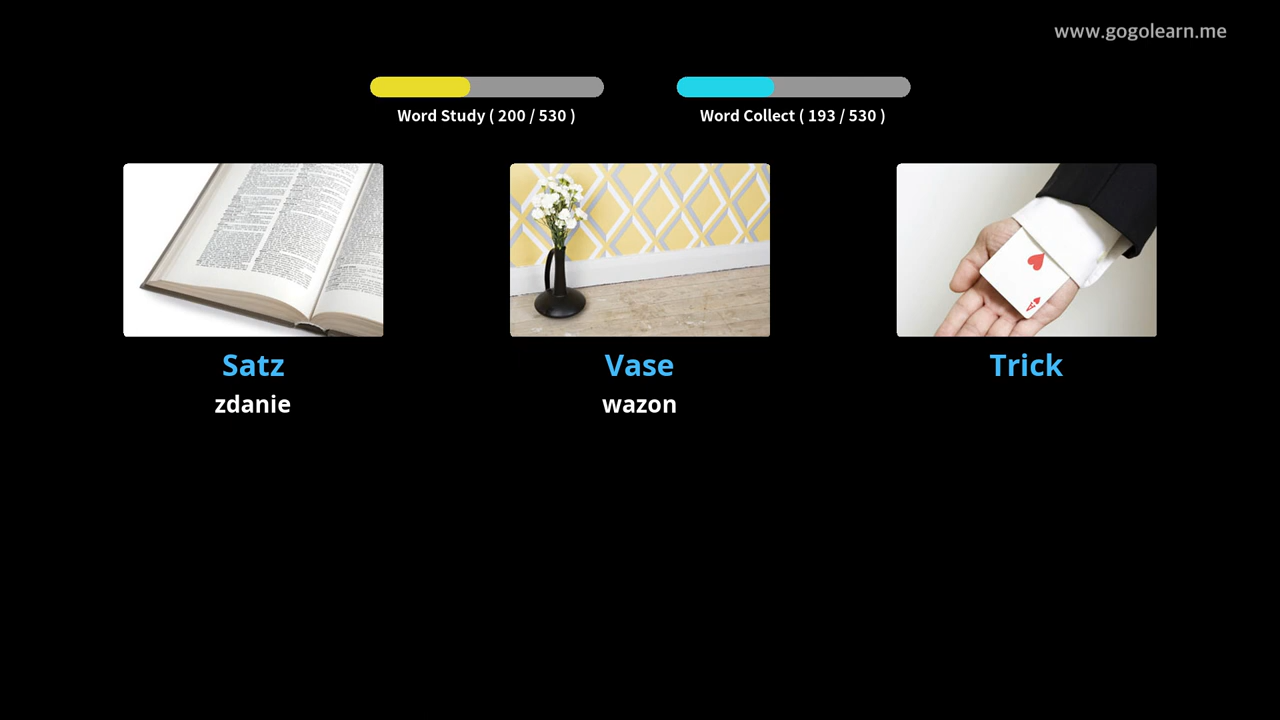 www.gogolearn.me
Word Study ( 200 / 530 )
Word Collect ( 193 / 530 )
Satz
Vase
Trick
zdanie
wazon